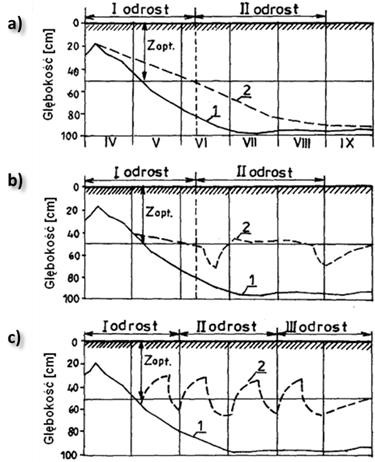 a)
I odrost II odrost
Głębokość [cm]
0
20
40
60
80
100
Zopt.
1
2
IV V VI VII VIII IX
b)
I odrost II odrost
Głębokość [cm]
0
20
40
60
80
100
Zopt.
2
1
c)
I odrost II odrost III odrost
Głębokość [cm]
0
20
40
60
80
100
Zopt.
2
1